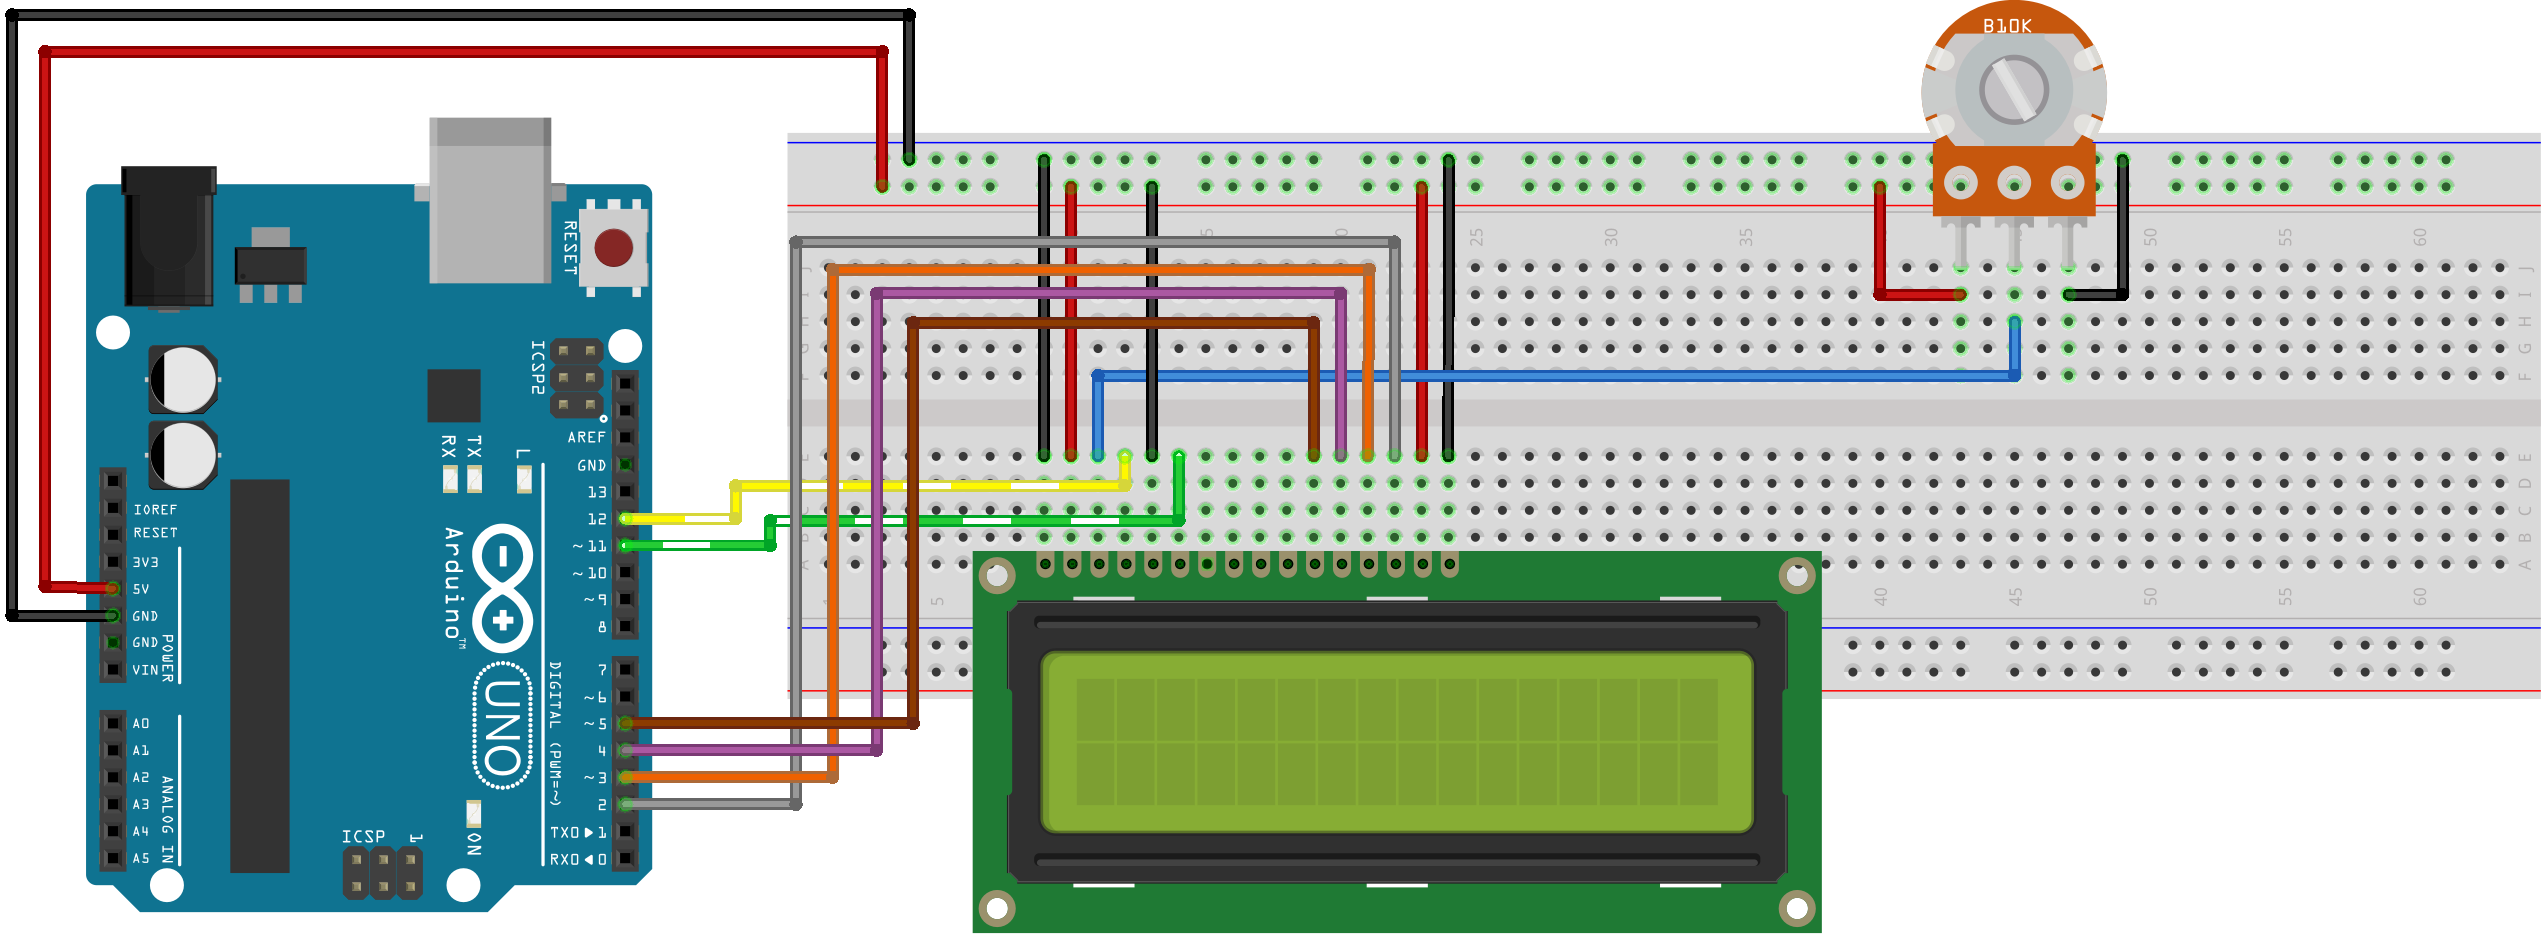 B10K
RESET
ICSP2
AREF
GND
13
12
~11
~10
~9
8
7
~6
~5
4
~3
2
TX0▶1
RX0◀0
RX
TX
L
IOREF
RESET
3V3
5V
GND
GND
VIN
POWER
A0
A1
A2
A3
A4
A5
ANALOG IN
Arduino™
UNO
DIGITAL (PWM=~)
ICSP
1
ON
25
30
35
50
55
60
J
I
H
G
F
E
D
C
B
A
5
40
45
50
55
60